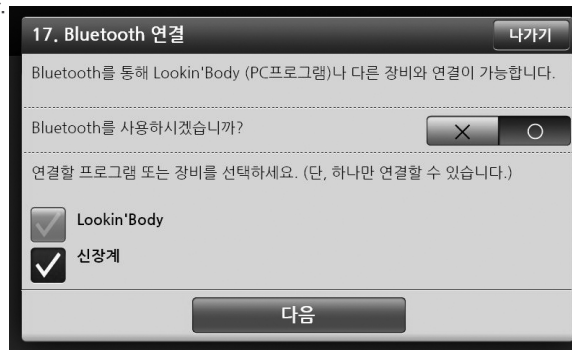 17. Bluetooth 연결
나가기
Bluetooth를 통해 Lookin'Body (PC프로그램)나 다른 장비와 연결이 가능합니다.
Bluetooth를 사용하시겠습니까?
연결할 프로그램 또는 장비를 선택하세요. (단, 하나만 연결할 수 있습니다.)
Lookin'Body
신장계
다음